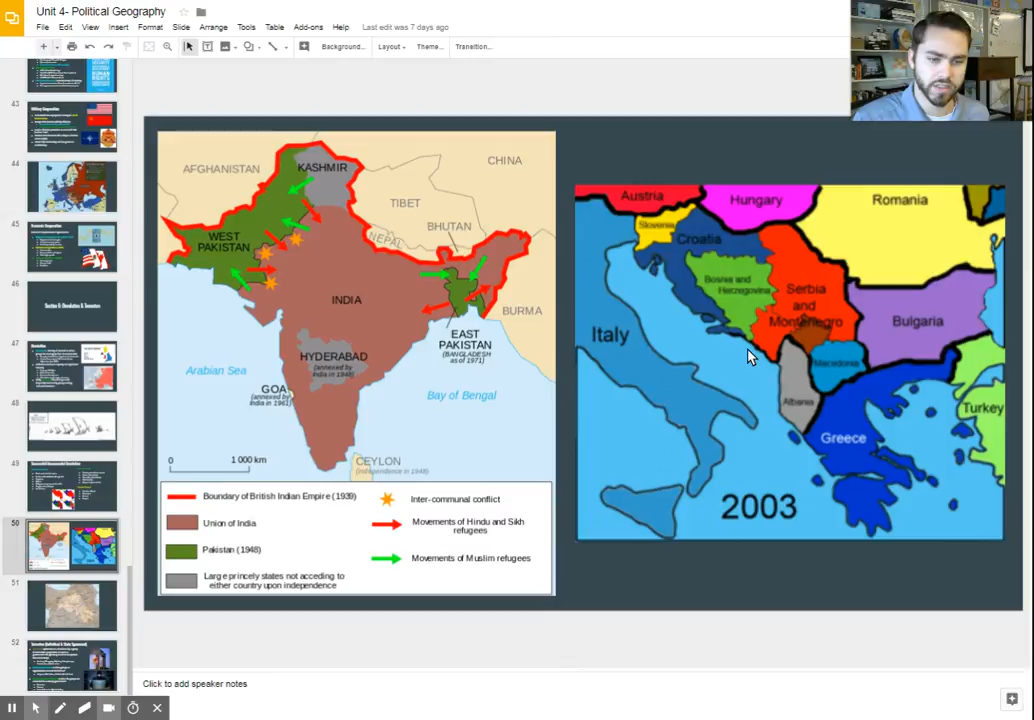 Unit 4- Political Geography
File Edit View Insert Format Slide Arrange Tools Table Add-ons Help Last edit was 7 days ago
Background... Layout Theme... Transition...
43
44
45
46
47
48
49
50
51
52
AFGHANISTAN
KASHMIR
CHINA
TIBET
NEPAL
BHUTAN
WEST
PAKISTAN
INDIA
BURMA
EAST
PAKISTAN
(BANGLADESH
as of 1971)
HYDERABAD
(annexed by
India in 1948)
Arabian Sea
GOA
(annexed by
India in 1961)
Bay of Bengal
0 1 000 km
CEYLON
(independence in 1948)
Boundary of British Indian Empire (1939)
Union of India
Pakistan (1948)
Large princely states not acceding to
either country upon independence
Inter-communal conflict
Movements of Hindu and Sikh
refugees
Movements of Muslim refugees
Austria
Hungary
Romania
Slovenia
Croatia
Bosnia and
Herzegovina
Serbia
and
Montenegro
Italy
Bulgaria
Macedonia
Albania
Greece
Turkey
2003
Click to add speaker notes